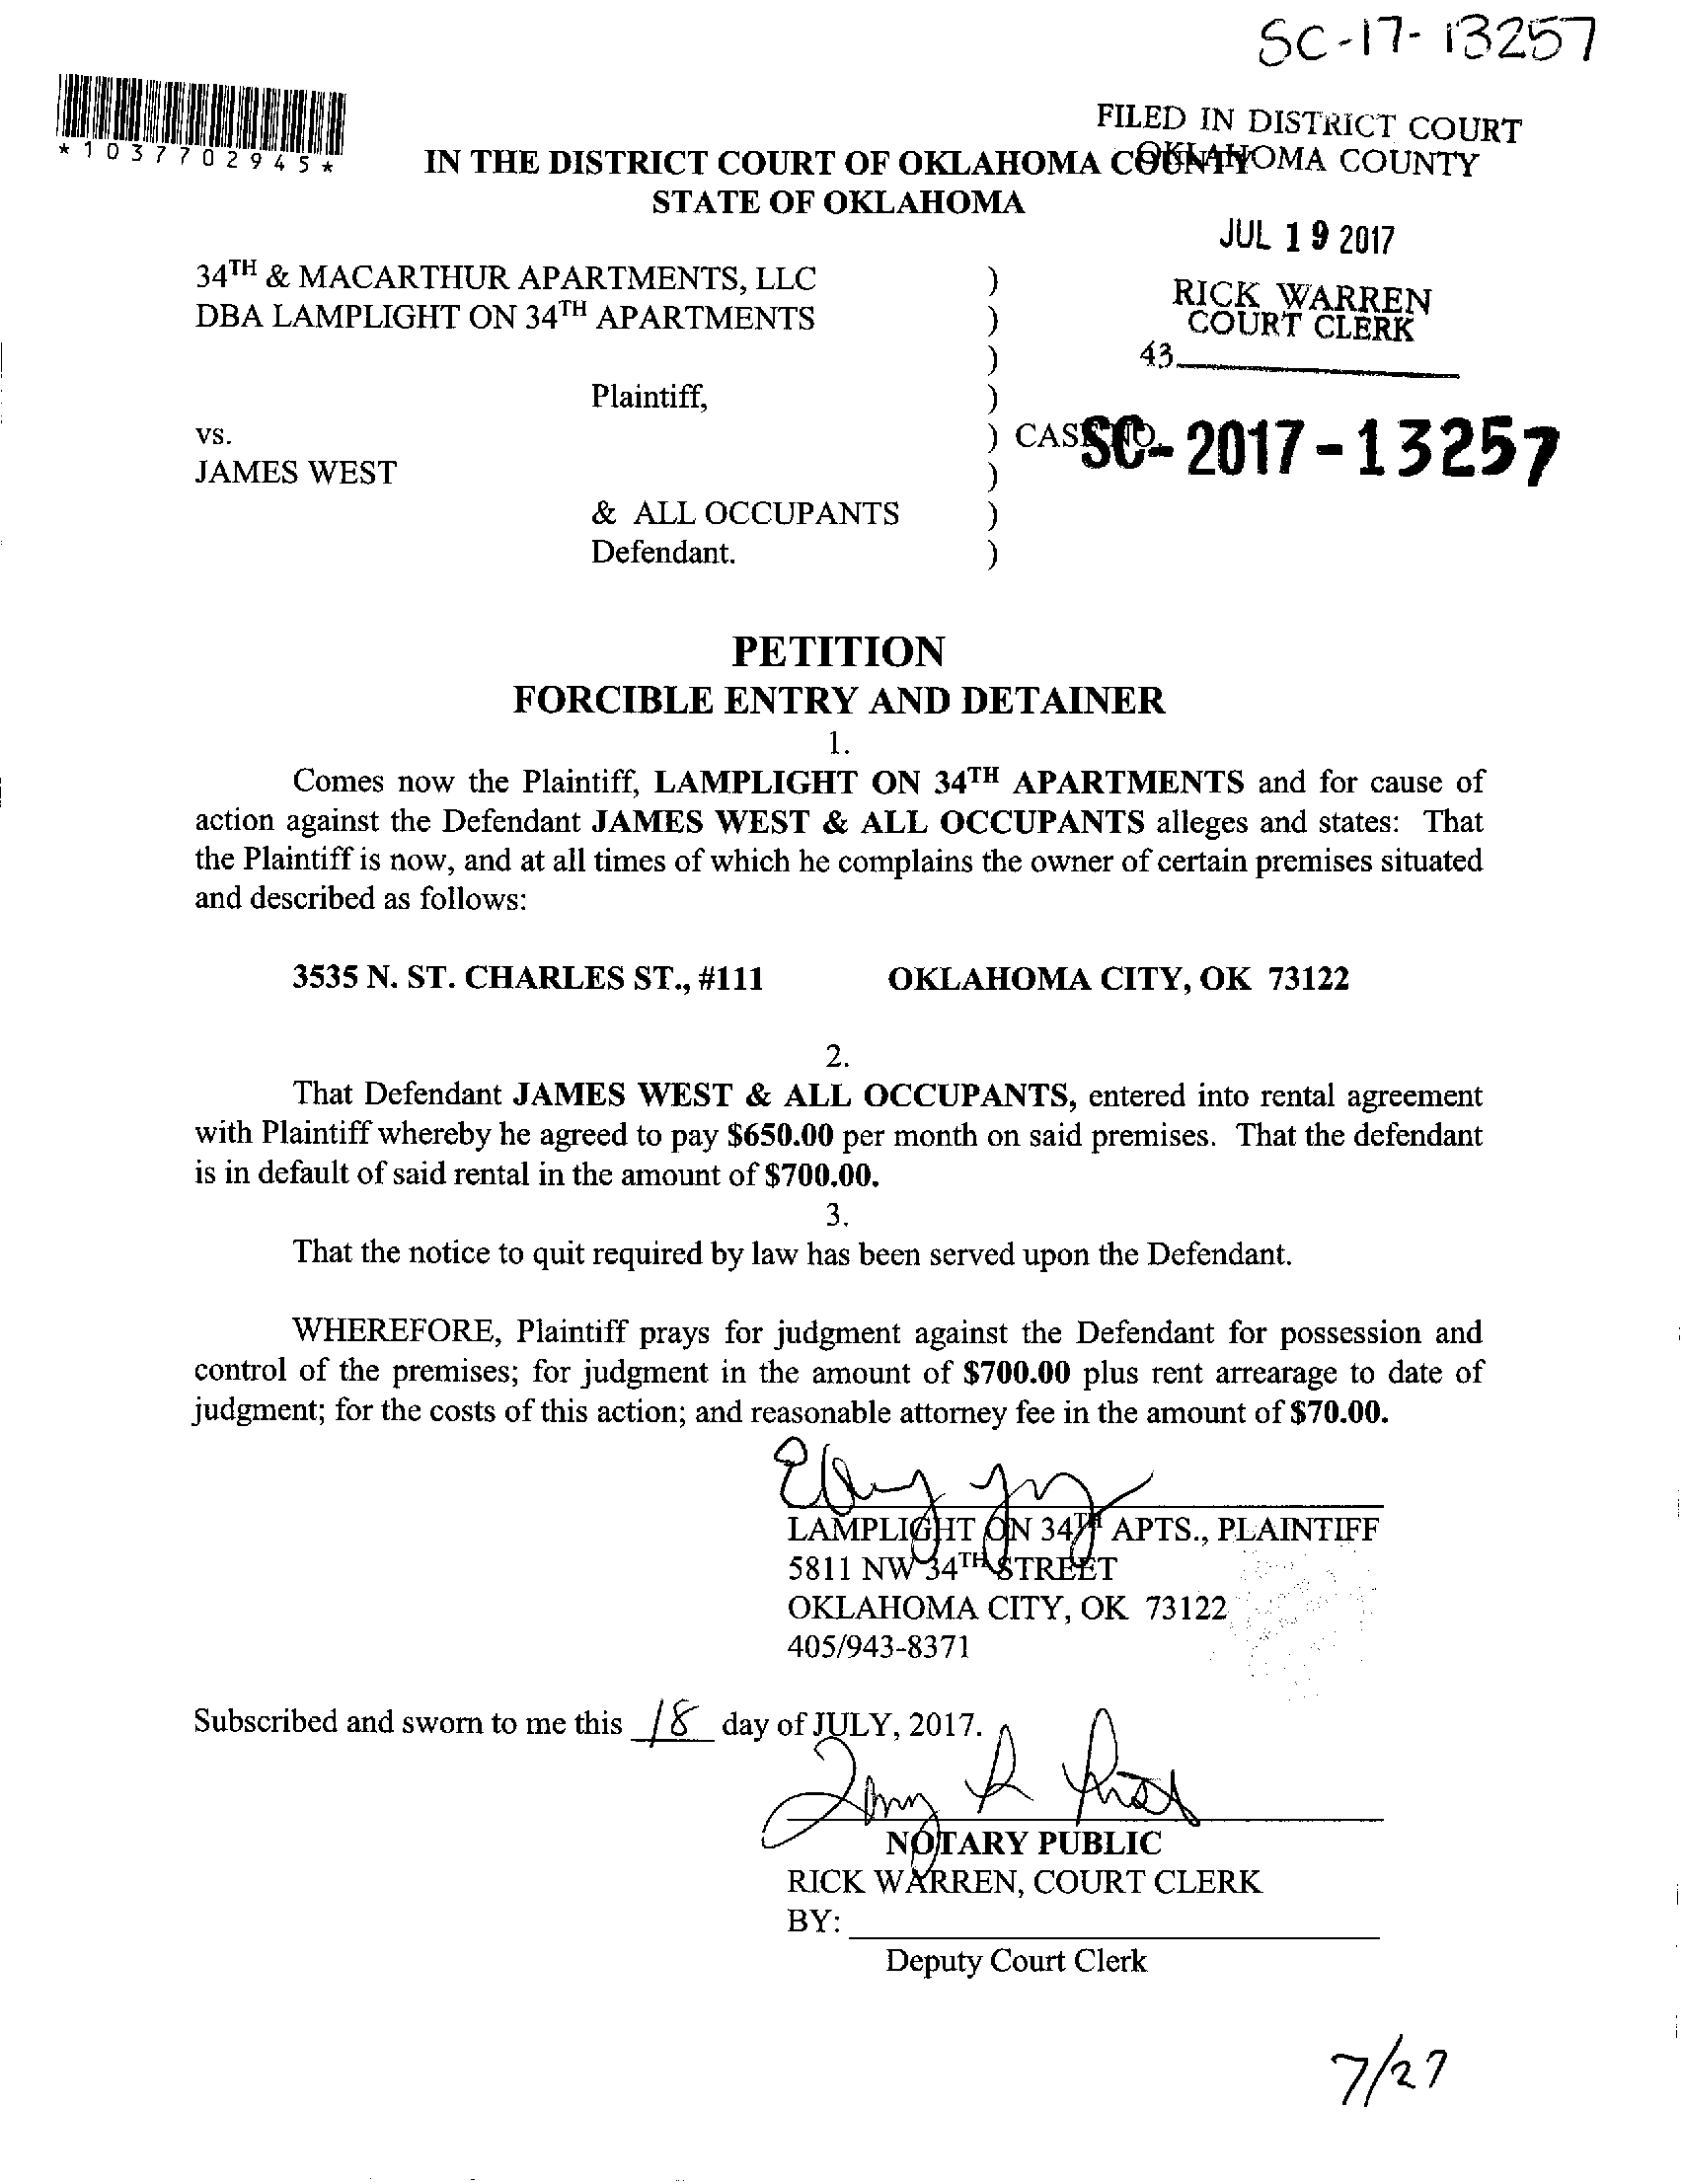 SC-17-13257
*1037702945*
FILED IN DISTRICT COURT
OKLAHOMA COUNTY
IN THE DISTRICT COURT OF OKLAHOMA COUNTY
STATE OF OKLAHOMA
JUL 19 2017
RICK WARREN
COURT CLERK
43
34TH & MACARTHUR APARTMENTS, LLC )
DBA LAMPLIGHT ON 34TH APARTMENTS )
)
Plaintiff, )
vs. ) CASE NO. SC-2017-13257
JAMES WEST )
& ALL OCCUPANTS )
Defendant. )
PETITION
FORCIBLE ENTRY AND DETAINER
1.
Comes now the Plaintiff, LAMPLIGHT ON 34TH APARTMENTS and for cause of
action against the Defendant JAMES WEST & ALL OCCUPANTS alleges and states: That
the Plaintiff is now, and at all times of which he complains the owner of certain premises situated
and described as follows:
3535 N. ST. CHARLES ST., #111 OKLAHOMA CITY, OK 73122
2.
That Defendant JAMES WEST & ALL OCCUPANTS, entered into rental agreement
with Plaintiff whereby he agreed to pay $650.00 per month on said premises. That the defendant
is in default of said rental in the amount of $700.00.
3.
That the notice to quit required by law has been served upon the Defendant.
WHEREFORE, Plaintiff prays for judgment against the Defendant for possession and
control of the premises; for judgment in the amount of $700.00 plus rent arrearage to date of
judgment; for the costs of this action; and reasonable attorney fee in the amount of $70.00.
LAMPLIGHT ON 34TH APTS., PLAINTIFF
5811 NW 34TH STREET
OKLAHOMA CITY, OK 73122
405/943-8371
Subscribed and sworn to me this 18 day of JULY, 2017.
NOTARY PUBLIC
RICK WARREN, COURT CLERK
BY:
Deputy Court Clerk
7/27